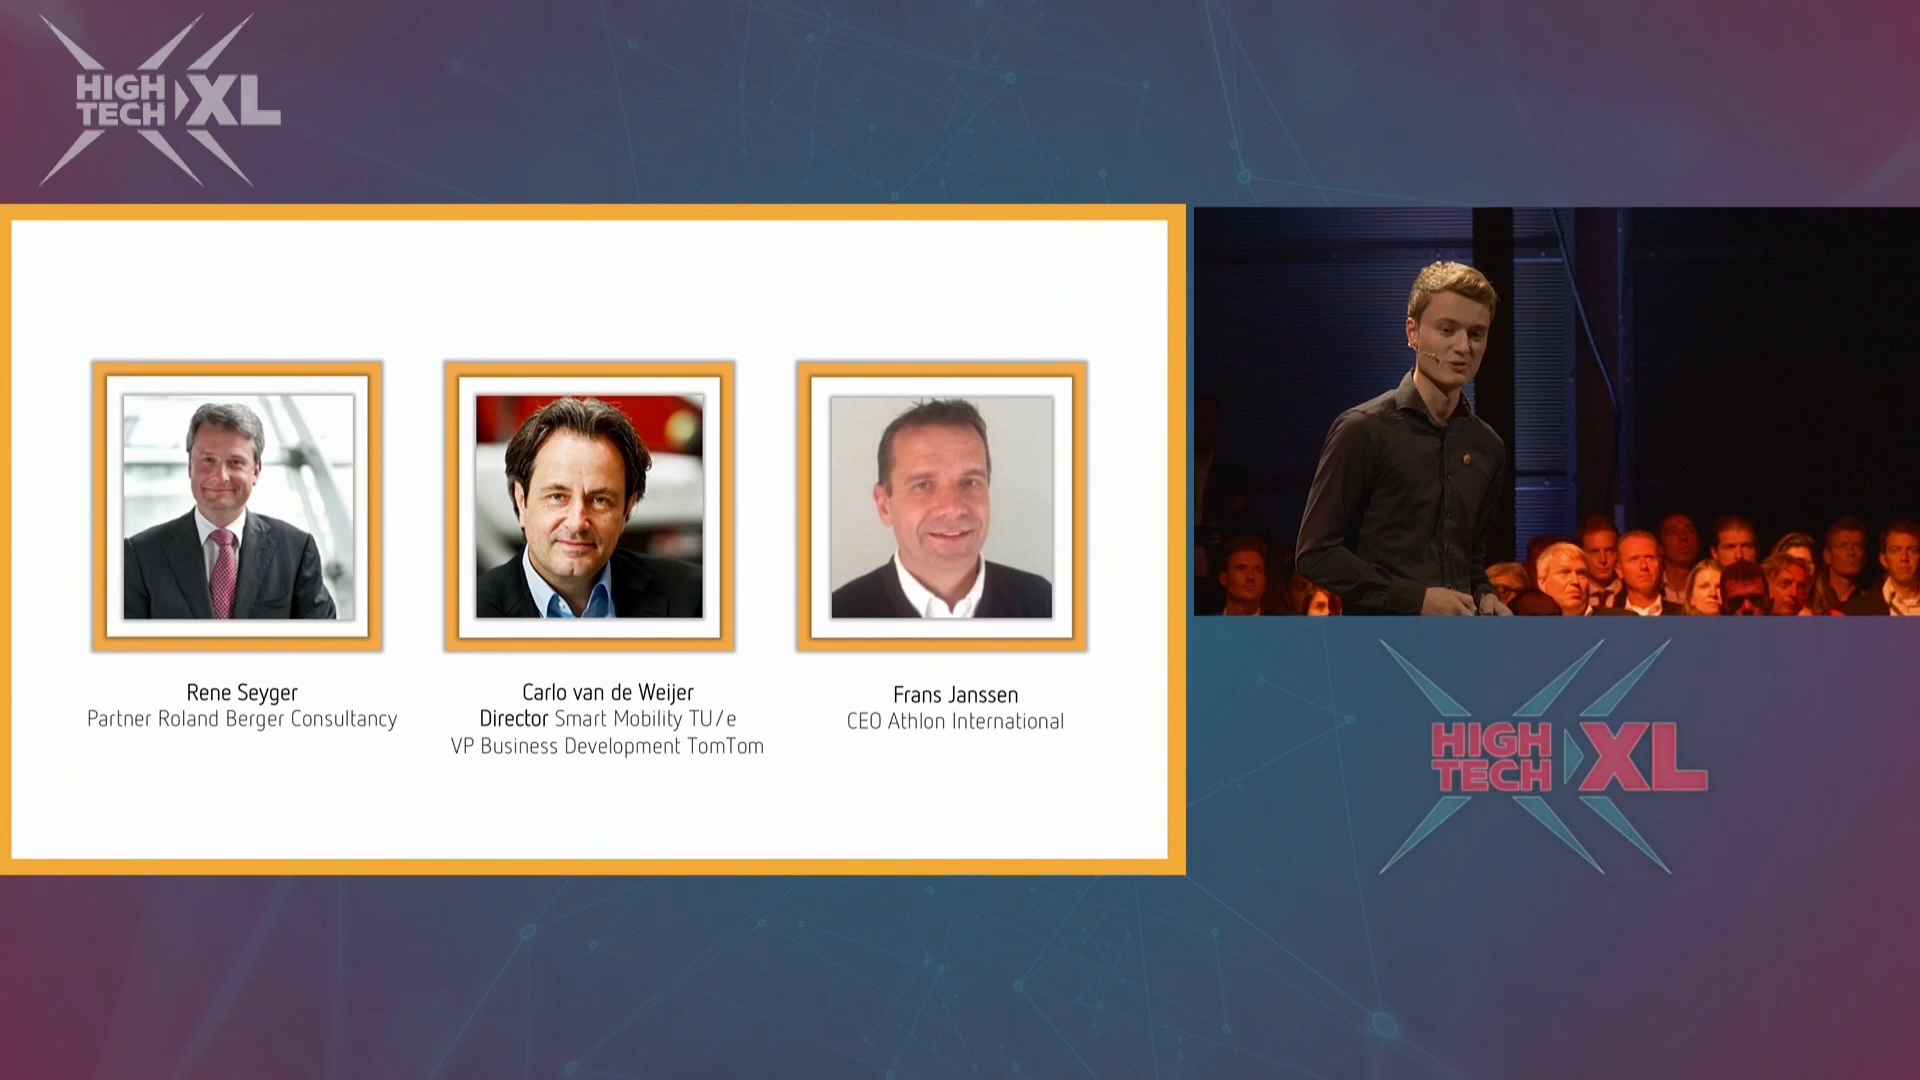 HIGH
TECH XL
Rene Seyger
Partner Roland Berger Consultancy
Carlo van de Weijer
Director Smart Mobility TU/e
VP Business Development TomTom
Frans Janssen
CEO Athlon International
HIGH
TECH XL